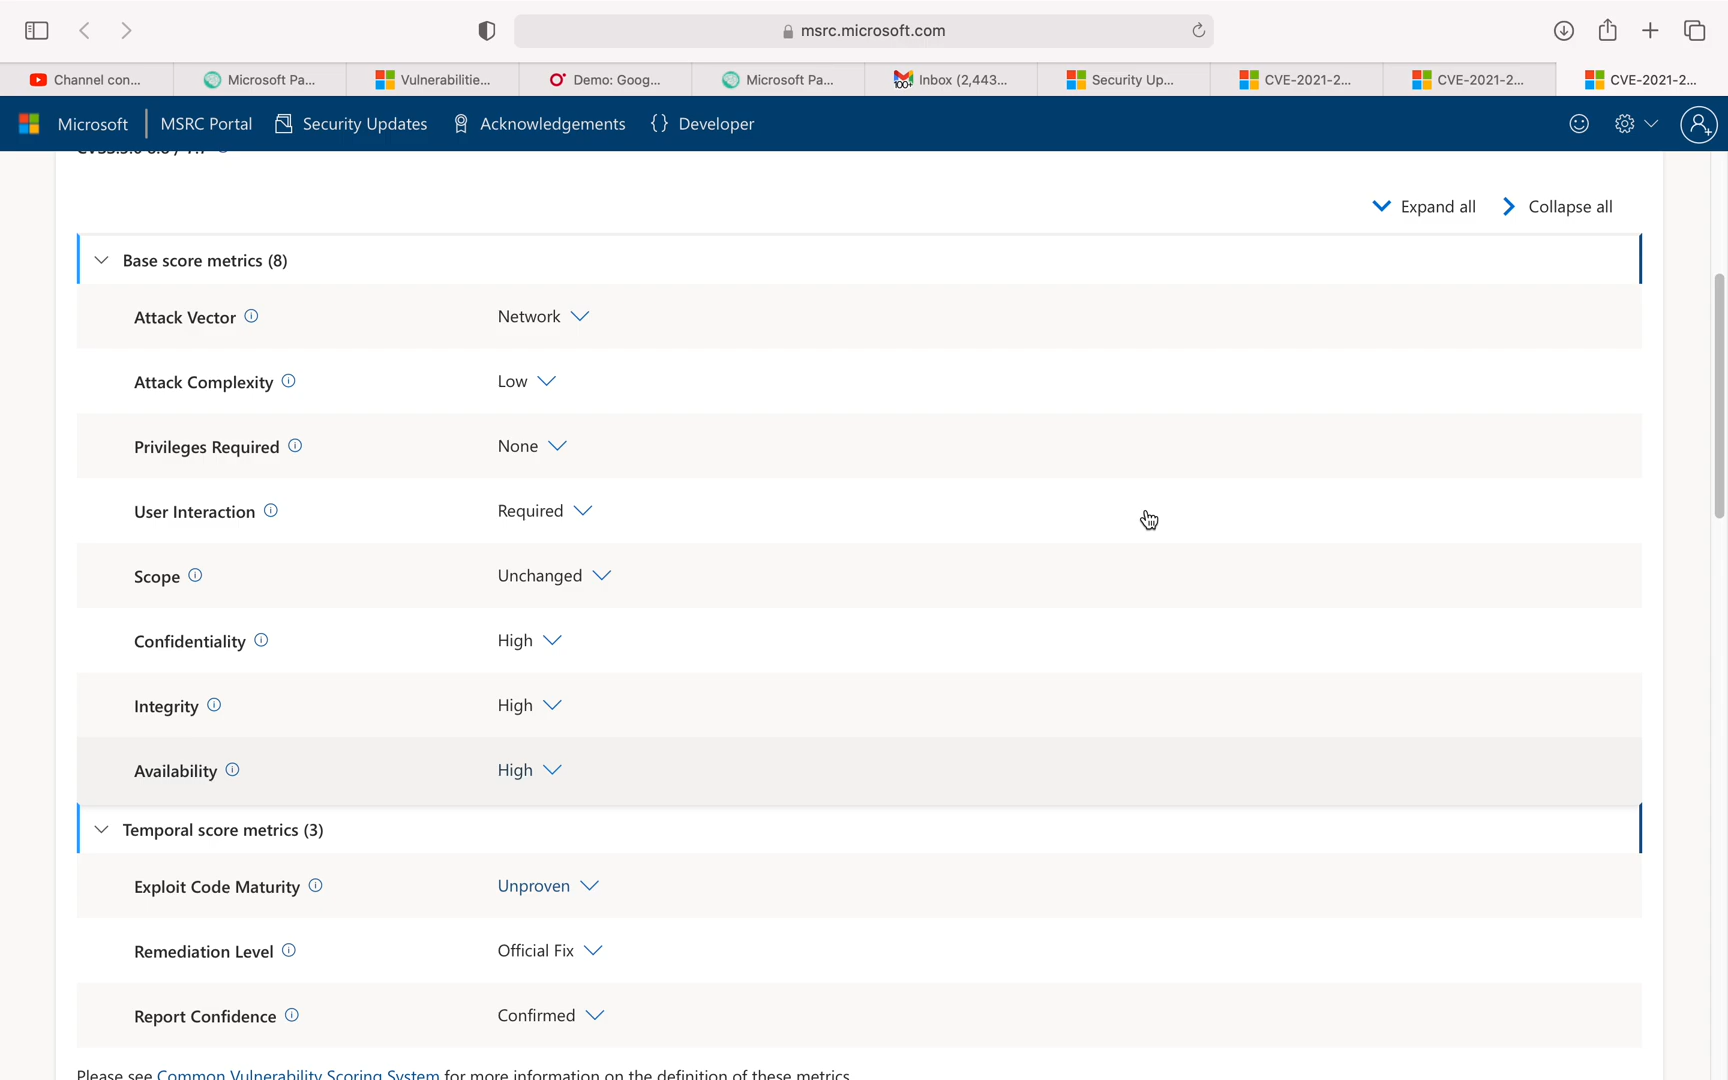 msrc.microsoft.com
Channel con...
Microsoft Pa...
Vulnerabilitie...
Demo: Goog...
Microsoft Pa...
Inbox (2,443...
Security Up...
CVE-2021-2...
CVE-2021-2...
CVE-2021-2...
Microsoft
MSRC Portal
Security Updates
Acknowledgements
Developer
Expand all
Collapse all
Base score metrics (8)
Attack Vector Network
Attack Complexity Low
Privileges Required None
User Interaction Required
Scope Unchanged
Confidentiality High
Integrity High
Availability High
Temporal score metrics (3)
Exploit Code Maturity Unproven
Remediation Level Official Fix
Report Confidence Confirmed
Please see Common Vulnerability Scoring System for more information on the definition of these metrics